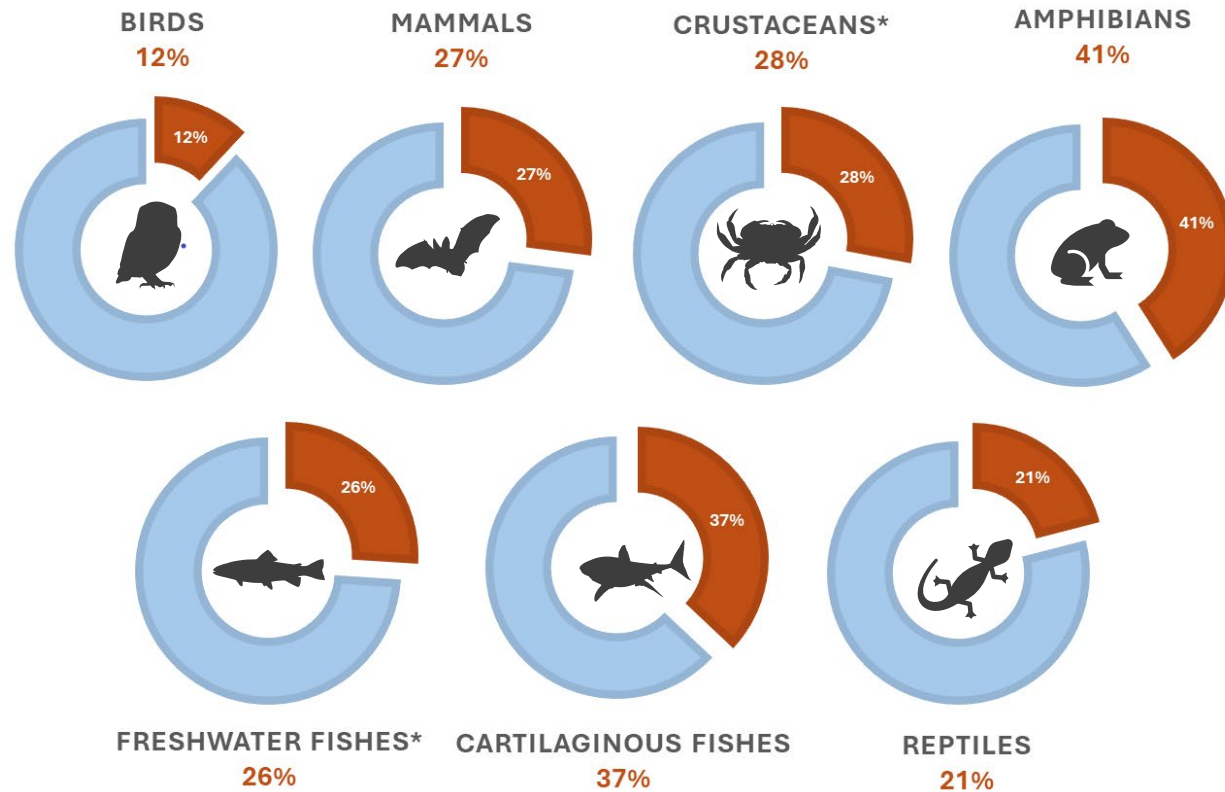 BIRDS
12%
MAMMALS
27%
CRUSTACEANS*
28%
AMPHIBIANS
41%
12%
27%
28%
41%
26%
37%
21%
FRESHWATER FISHES*
26%
CARTILAGINOUS FISHES
37%
REPTILES
21%